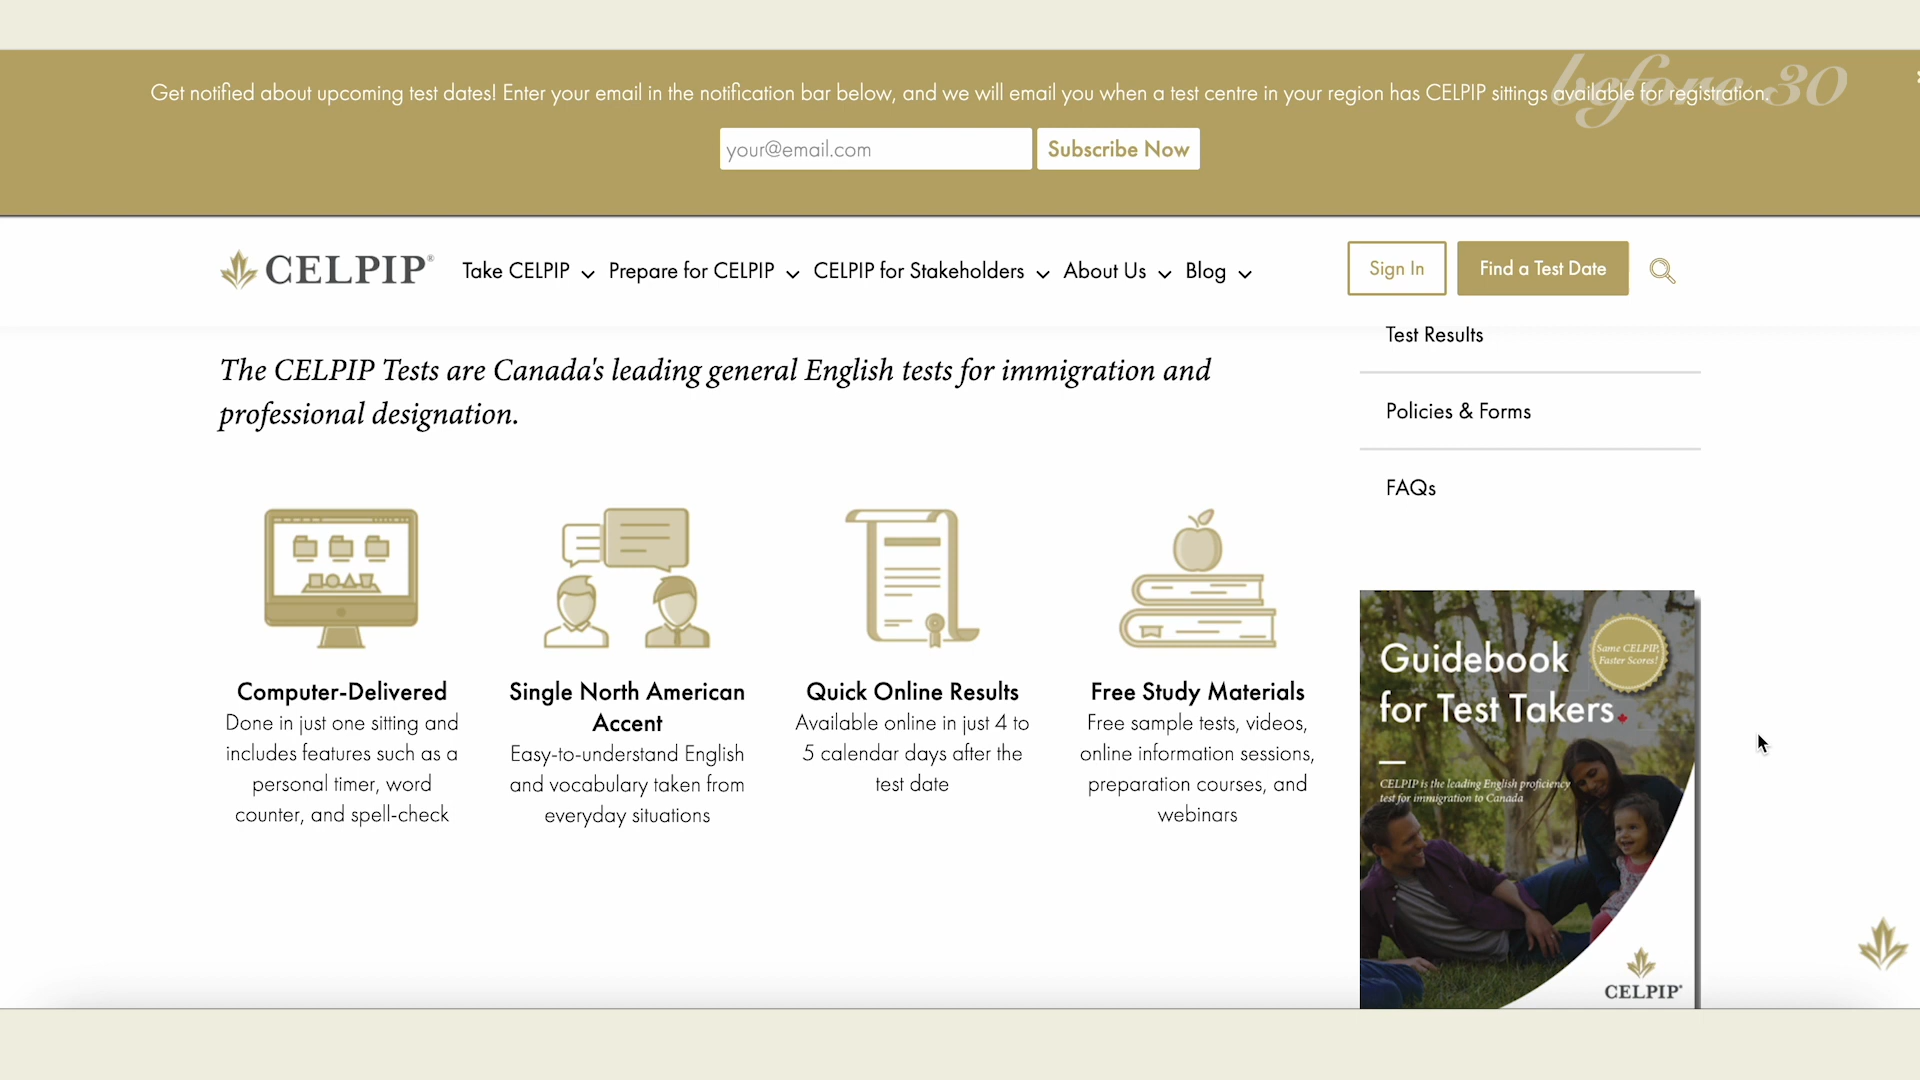 before 30
Get notified about upcoming test dates! Enter your email in the notification bar below, and we will email you when a test centre in your region has CELPIP sittings available for registration.
your@email.com
Subscribe Now
CELPIP®
Take CELPIP
Prepare for CELPIP
CELPIP for Stakeholders
About Us
Blog
Sign In
Find a Test Date
The CELPIP Tests are Canada's leading general English tests for immigration and
professional designation.
Computer-Delivered
Done in just one sitting and
includes features such as a
personal timer, word
counter, and spell-check
Single North American
Accent
Easy-to-understand English
and vocabulary taken from
everyday situations
Quick Online Results
Available online in just 4 to
5 calendar days after the
test date
Free Study Materials
Free sample tests, videos,
online information sessions,
preparation courses, and
webinars
Test Results
Policies & Forms
FAQs
Guidebook
for Test Takers.
Same CELPIP,
Faster Scores!
CELPIP is the leading English proficiency
test for immigration to Canada
CELPIP®